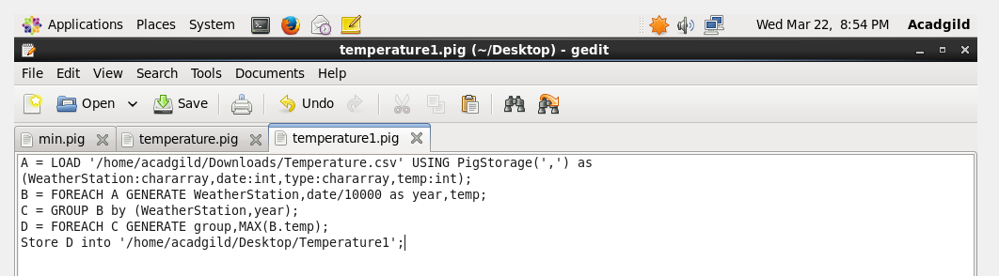 Applications Places System Wed Mar 22, 8:54 PM Acadgild
temperature1.pig (~/Desktop) - gedit
File Edit View Search Tools Documents Help
Open Save Undo
min.pig temperature.pig temperature1.pig
A = LOAD '/home/acadgild/Downloads/Temperature.csv' USING PigStorage(',') as
(WeatherStation:chararray,date:int,type:chararray,temp:int);
B = FOREACH A GENERATE WeatherStation,date/10000 as year,temp;
C = GROUP B by (WeatherStation,year);
D = FOREACH C GENERATE group,MAX(B.temp);
Store D into '/home/acadgild/Desktop/Temperature1';